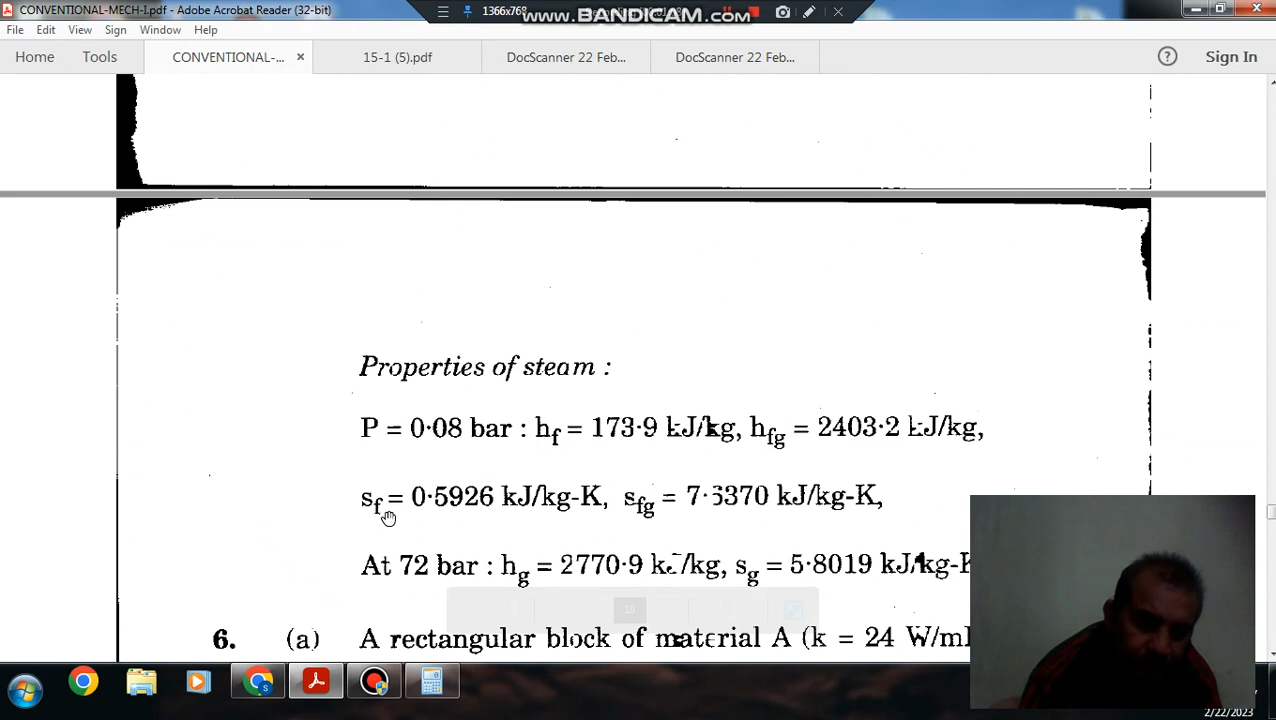 CONVENTIONAL-MECH-I.pdf - Adobe Acrobat Reader (32-bit)
1366x768
www.BANDICAM.com
File Edit View Sign Window Help
Home Tools CONVENTIONAL-... × 15-1 (5).pdf DocScanner 22 Feb... DocScanner 22 Feb... Sign In
Properties of steam :
P = 0·08 bar : hf = 173·9 kJ/kg, hfg = 2403·2 kJ/kg,
sf = 0·5926 kJ/kg-K, sfg = 7·6370 kJ/kg-K,
At 72 bar : hg = 2770·9 kJ/kg, sg = 5·8019 kJ/kg-K
6. (a) A rectangular block of material A (k = 24 W/mK
2/22/2023